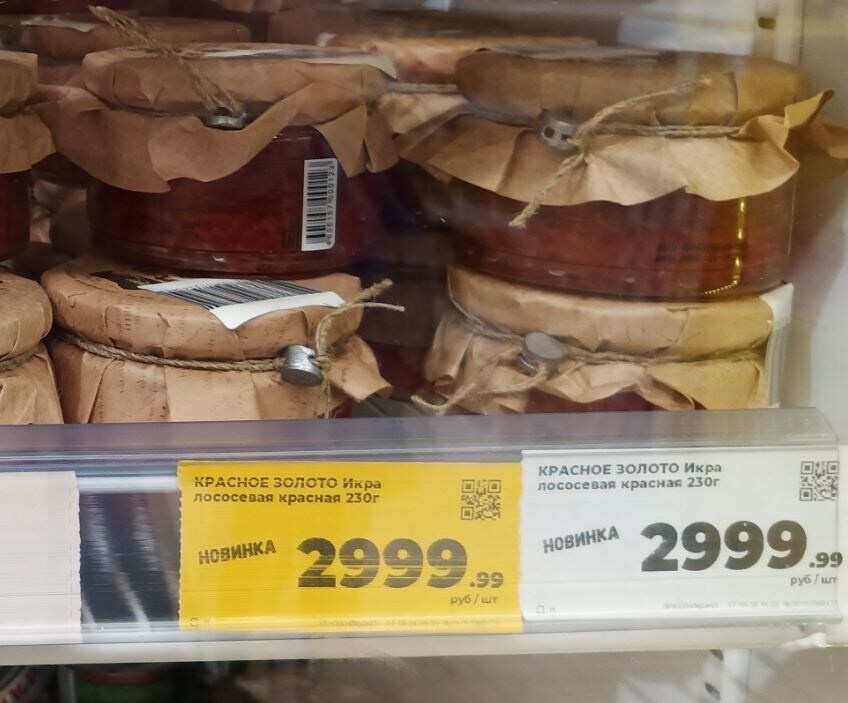 4605157000123
КРАСНОЕ ЗОЛОТО Икра
лососевая красная 230г
НОВИНКА
2999.99
руб / шт
КРАСНОЕ ЗОЛОТО Икра
лососевая красная 230г
НОВИНКА
2999.99
руб / шт